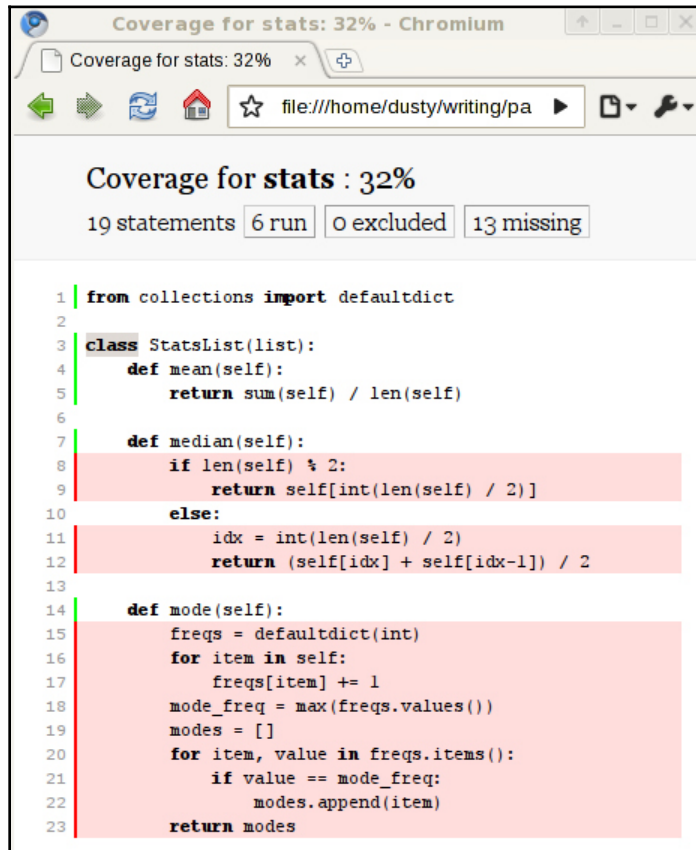 Coverage for stats: 32% - Chromium
Coverage for stats: 32%
file:///home/dusty/writing/pa
Coverage for stats : 32%
19 statements 6 run 0 excluded 13 missing
1 from collections import defaultdict
2
3 class StatsList(list):
4     def mean(self):
5         return sum(self) / len(self)
6
7     def median(self):
8         if len(self) % 2:
9             return self[int(len(self) / 2)]
10         else:
11             idx = int(len(self) / 2)
12             return (self[idx] + self[idx-1]) / 2
13
14     def mode(self):
15         freqs = defaultdict(int)
16         for item in self:
17             freqs[item] += 1
18         mode_freq = max(freqs.values())
19         modes = []
20         for item, value in freqs.items():
21             if value == mode_freq:
22                 modes.append(item)
23         return modes